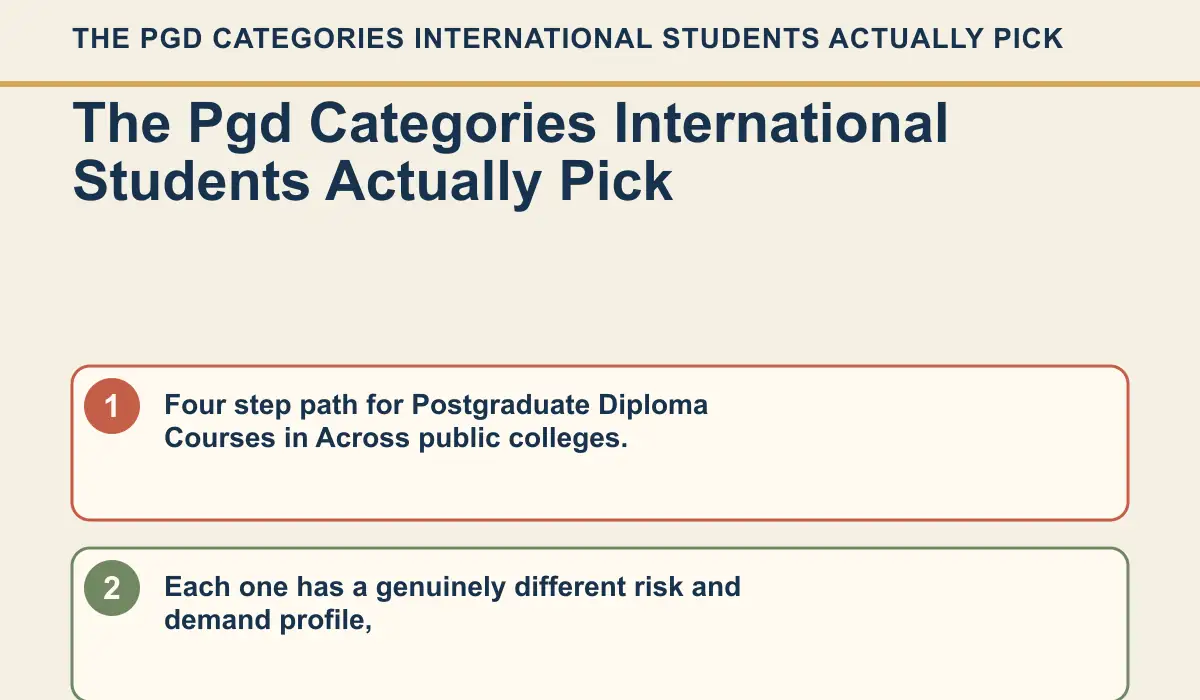 THE PGD CATEGORIES INTERNATIONAL STUDENTS ACTUALLY PICK
The Pgd Categories International
Students Actually Pick
1
Four step path for Postgraduate Diploma
Courses in Across public colleges.
2
Each one has a genuinely different risk and
demand profile,